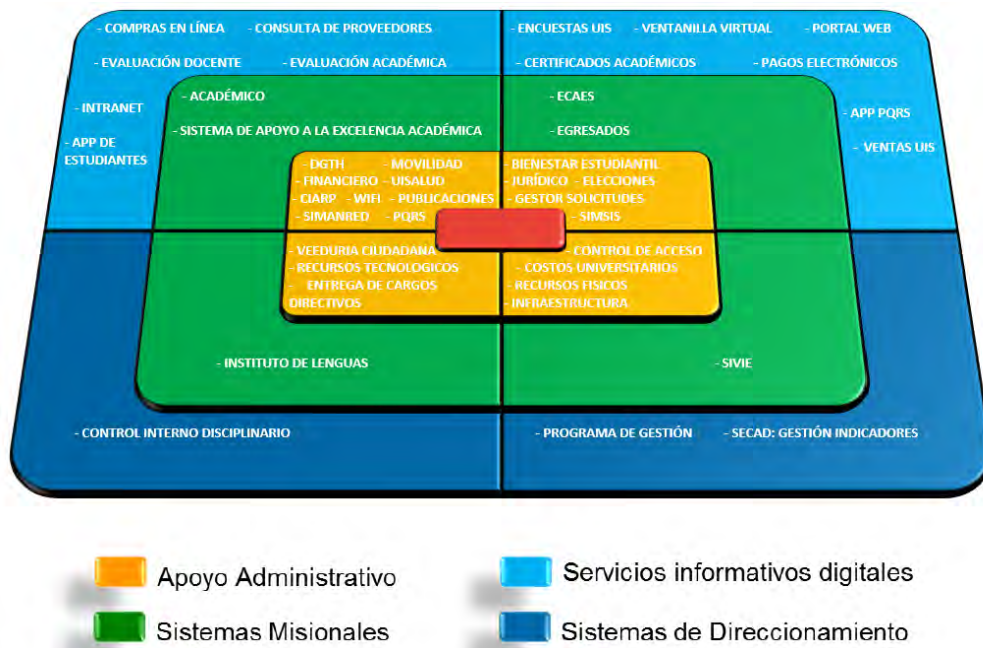 - COMPRAS EN LÍNEA - CONSULTA DE PROVEEDORES - ENCUESTAS UIS - VENTANILLA VIRTUAL - PORTAL WEB
- EVALUACIÓN DOCENTE - EVALUACIÓN ACADÉMICA - CERTIFICADOS ACADÉMICOS - PAGOS ELECTRÓNICOS
- ACADÉMICO - ECAES
- INTRANET - APP PQRS
- SISTEMA DE APOYO A LA EXCELENCIA ACADÉMICA - EGRESADOS
- APP DE
ESTUDIANTES
- VENTAS UIS
- DGTH - MOVILIDAD - BIENESTAR ESTUDIANTIL
- FINANCIERO - UISALUD - JURÍDICO - ELECCIONES
- CIARP - WIFI - PUBLICACIONES - GESTOR SOLICITUDES
- SIMANRED - PQRS - SIMSIS
- VEEDURIA CIUDADANA - CONTROL DE ACCESO
- RECURSOS TECNOLOGICOS - COSTOS UNIVERSITARIOS
- ENTREGA DE CARGOS - RECURSOS FISICOS
DIRECTIVOS - INFRAESTRUCTURA
- INSTITUTO DE LENGUAS - SIVIE
- CONTROL INTERNO DISCIPLINARIO - PROGRAMA DE GESTIÓN - SECAD: GESTIÓN INDICADORES
Apoyo Administrativo Servicios informativos digitales
Sistemas Misionales Sistemas de Direccionamiento